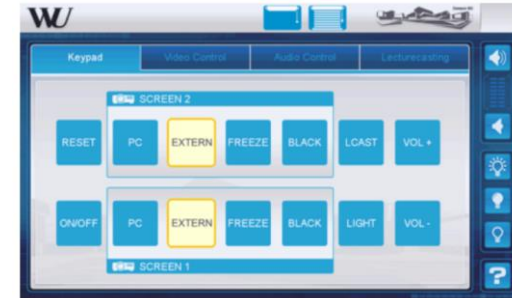 WU
Keypad Video Control Audio Control Lecturecasting
SCREEN 2
RESET PC EXTERN FREEZE BLACK LCAST VOL +
ON/OFF PC EXTERN FREEZE BLACK LIGHT VOL -
SCREEN 1
?